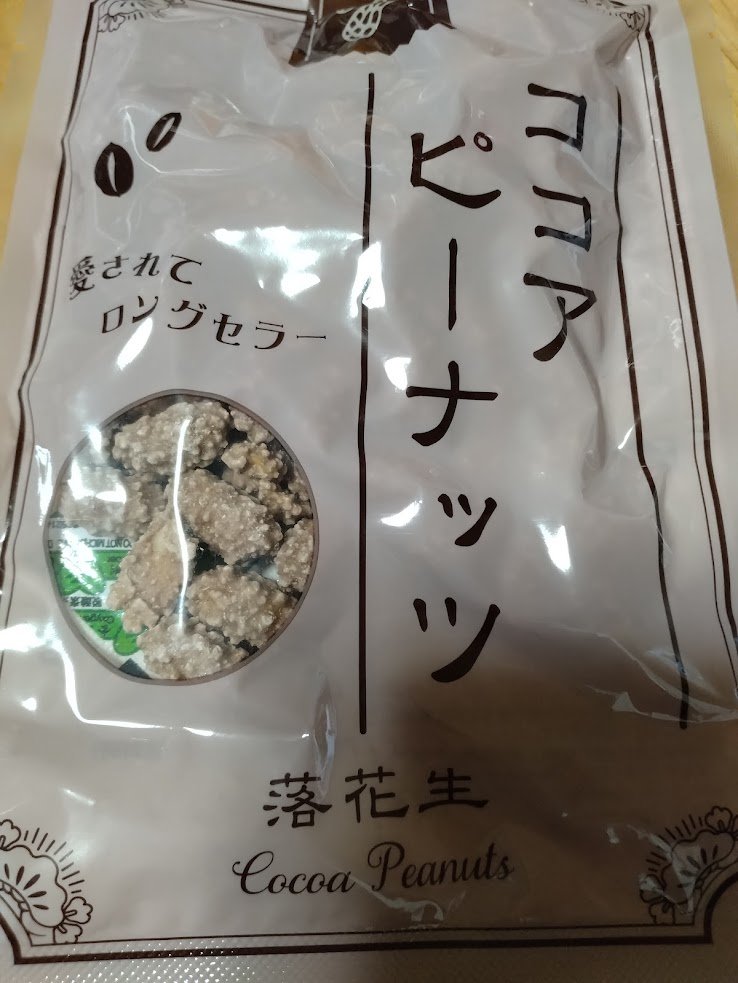 ココア
ピーナッツ
愛されて
ロングセラー
落花生
Cocoa Peanuts